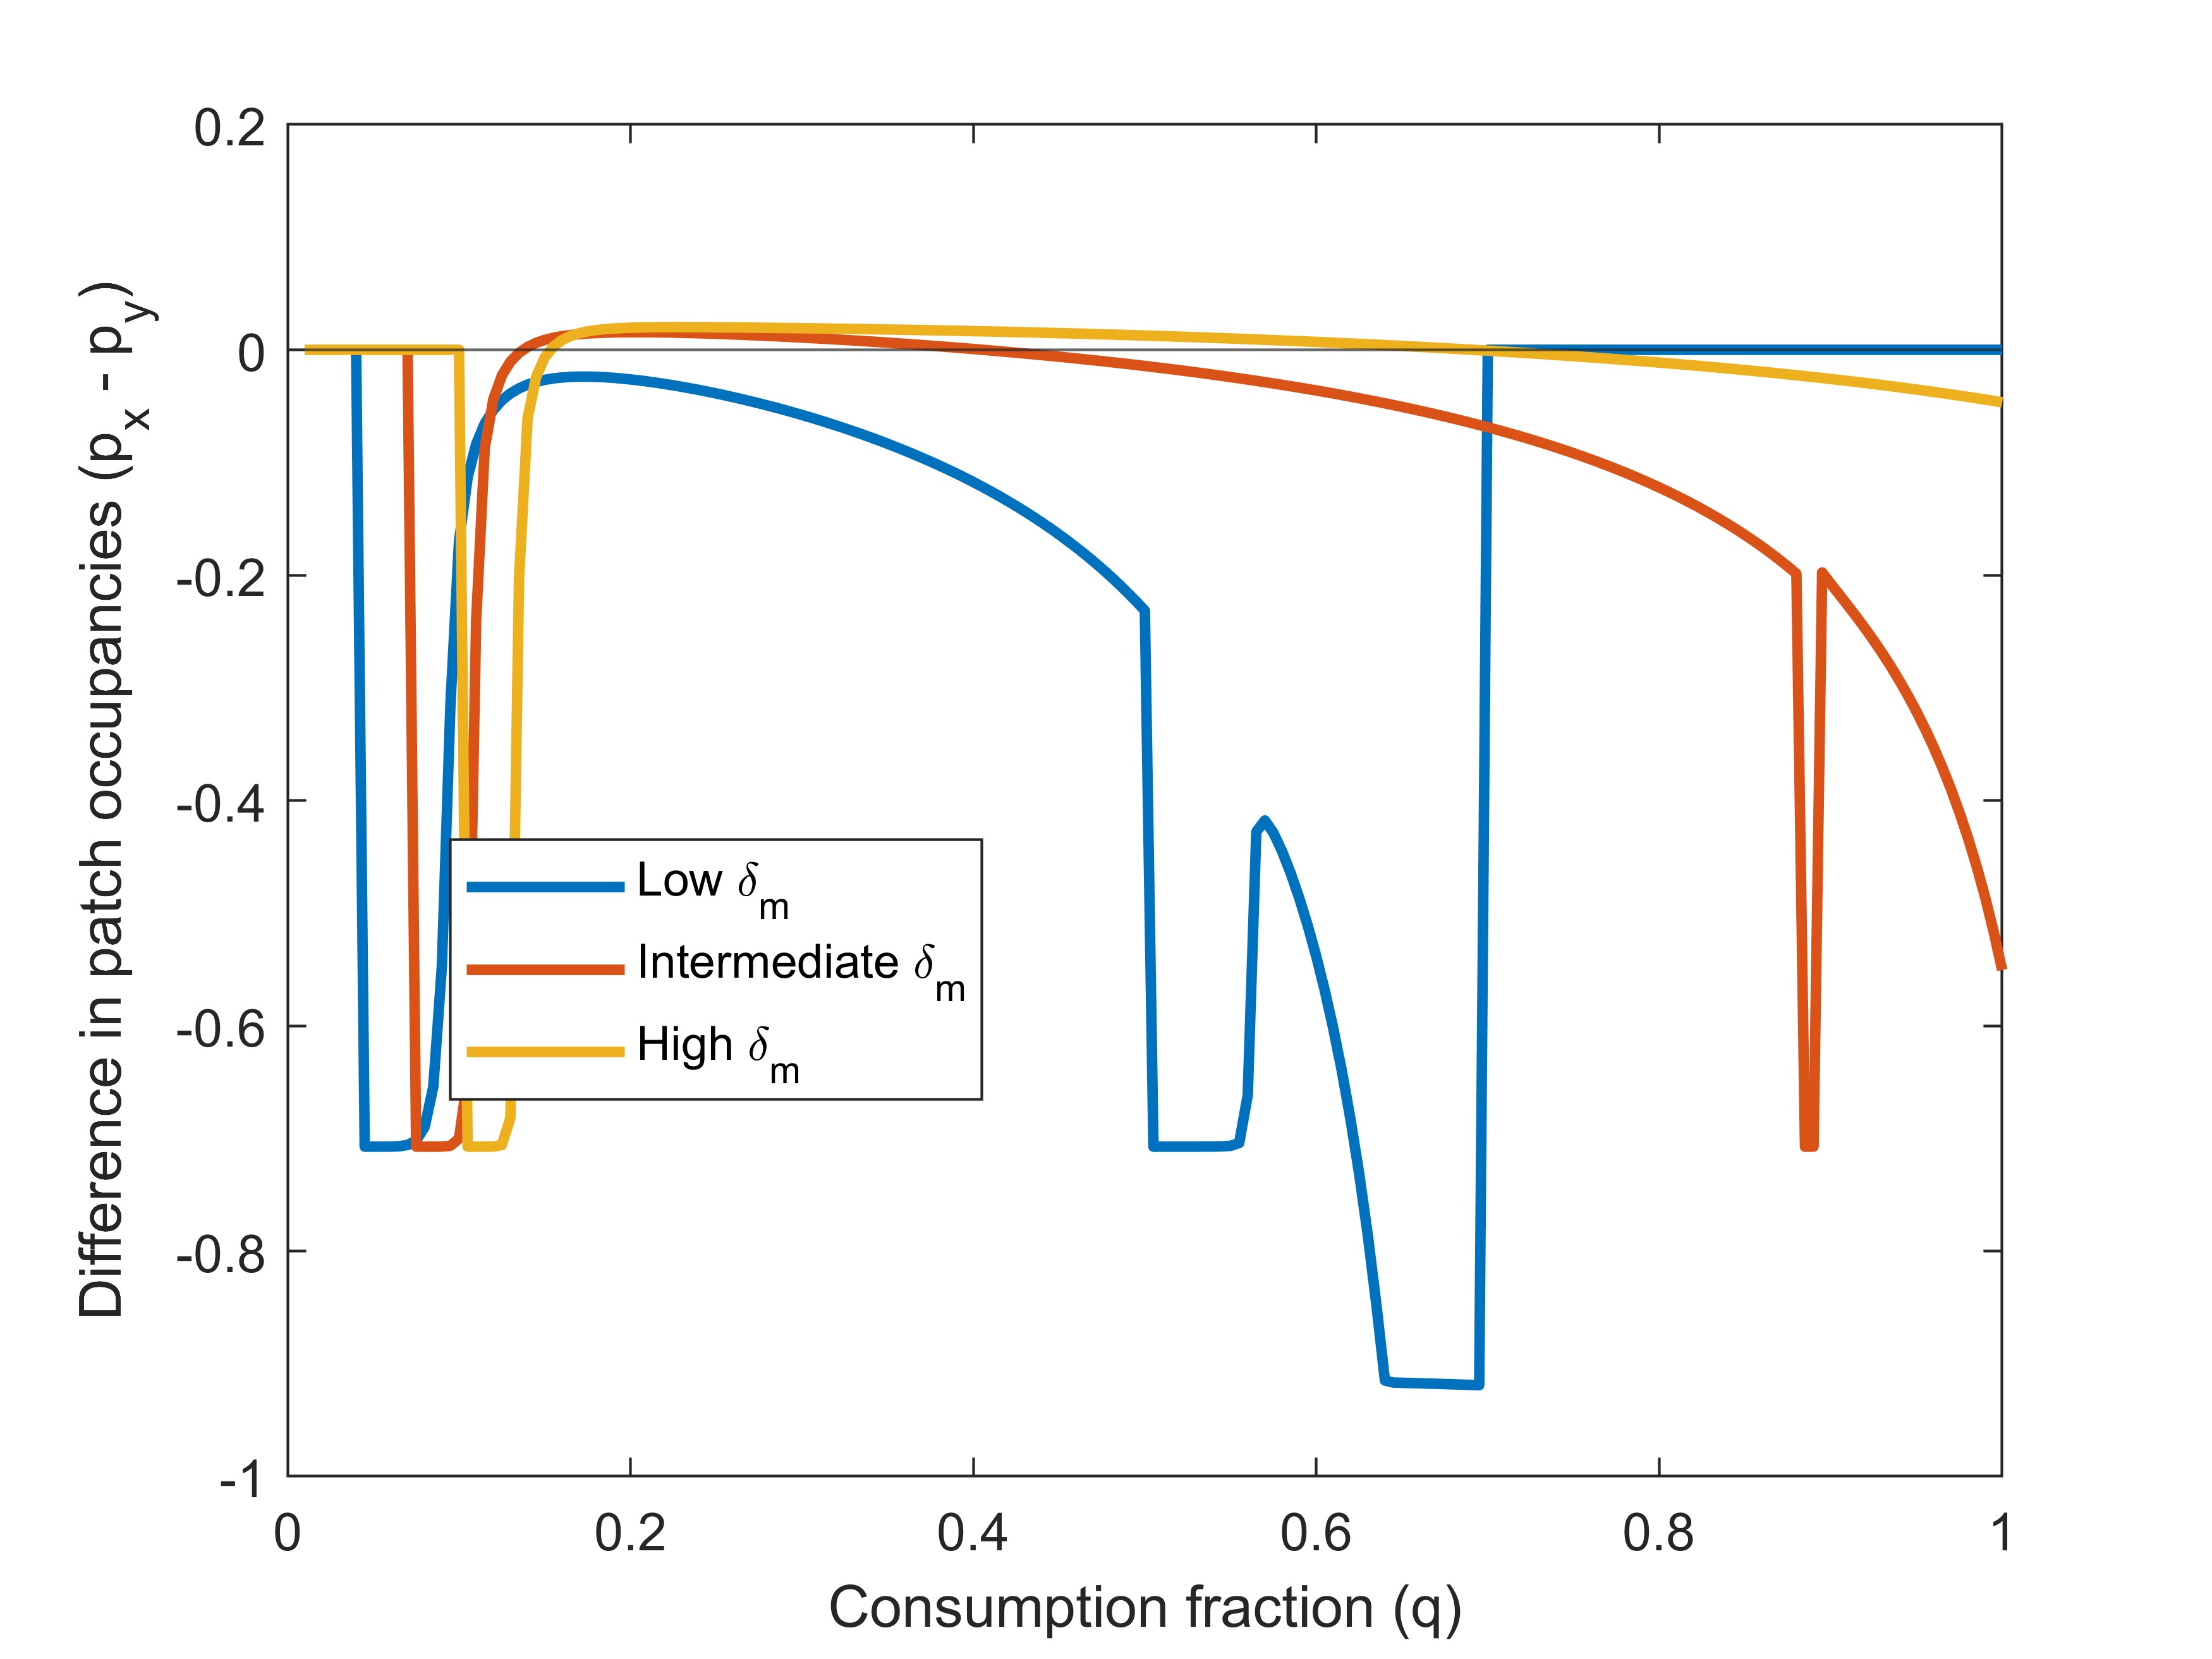 0.2
0
-0.2
-0.4
-0.6
-0.8
-1
Difference in patch occupancies (pₓ - p_y)
Low δₘ
Intermediate δₘ
High δₘ
0 0.2 0.4 0.6 0.8 1
Consumption fraction (q)